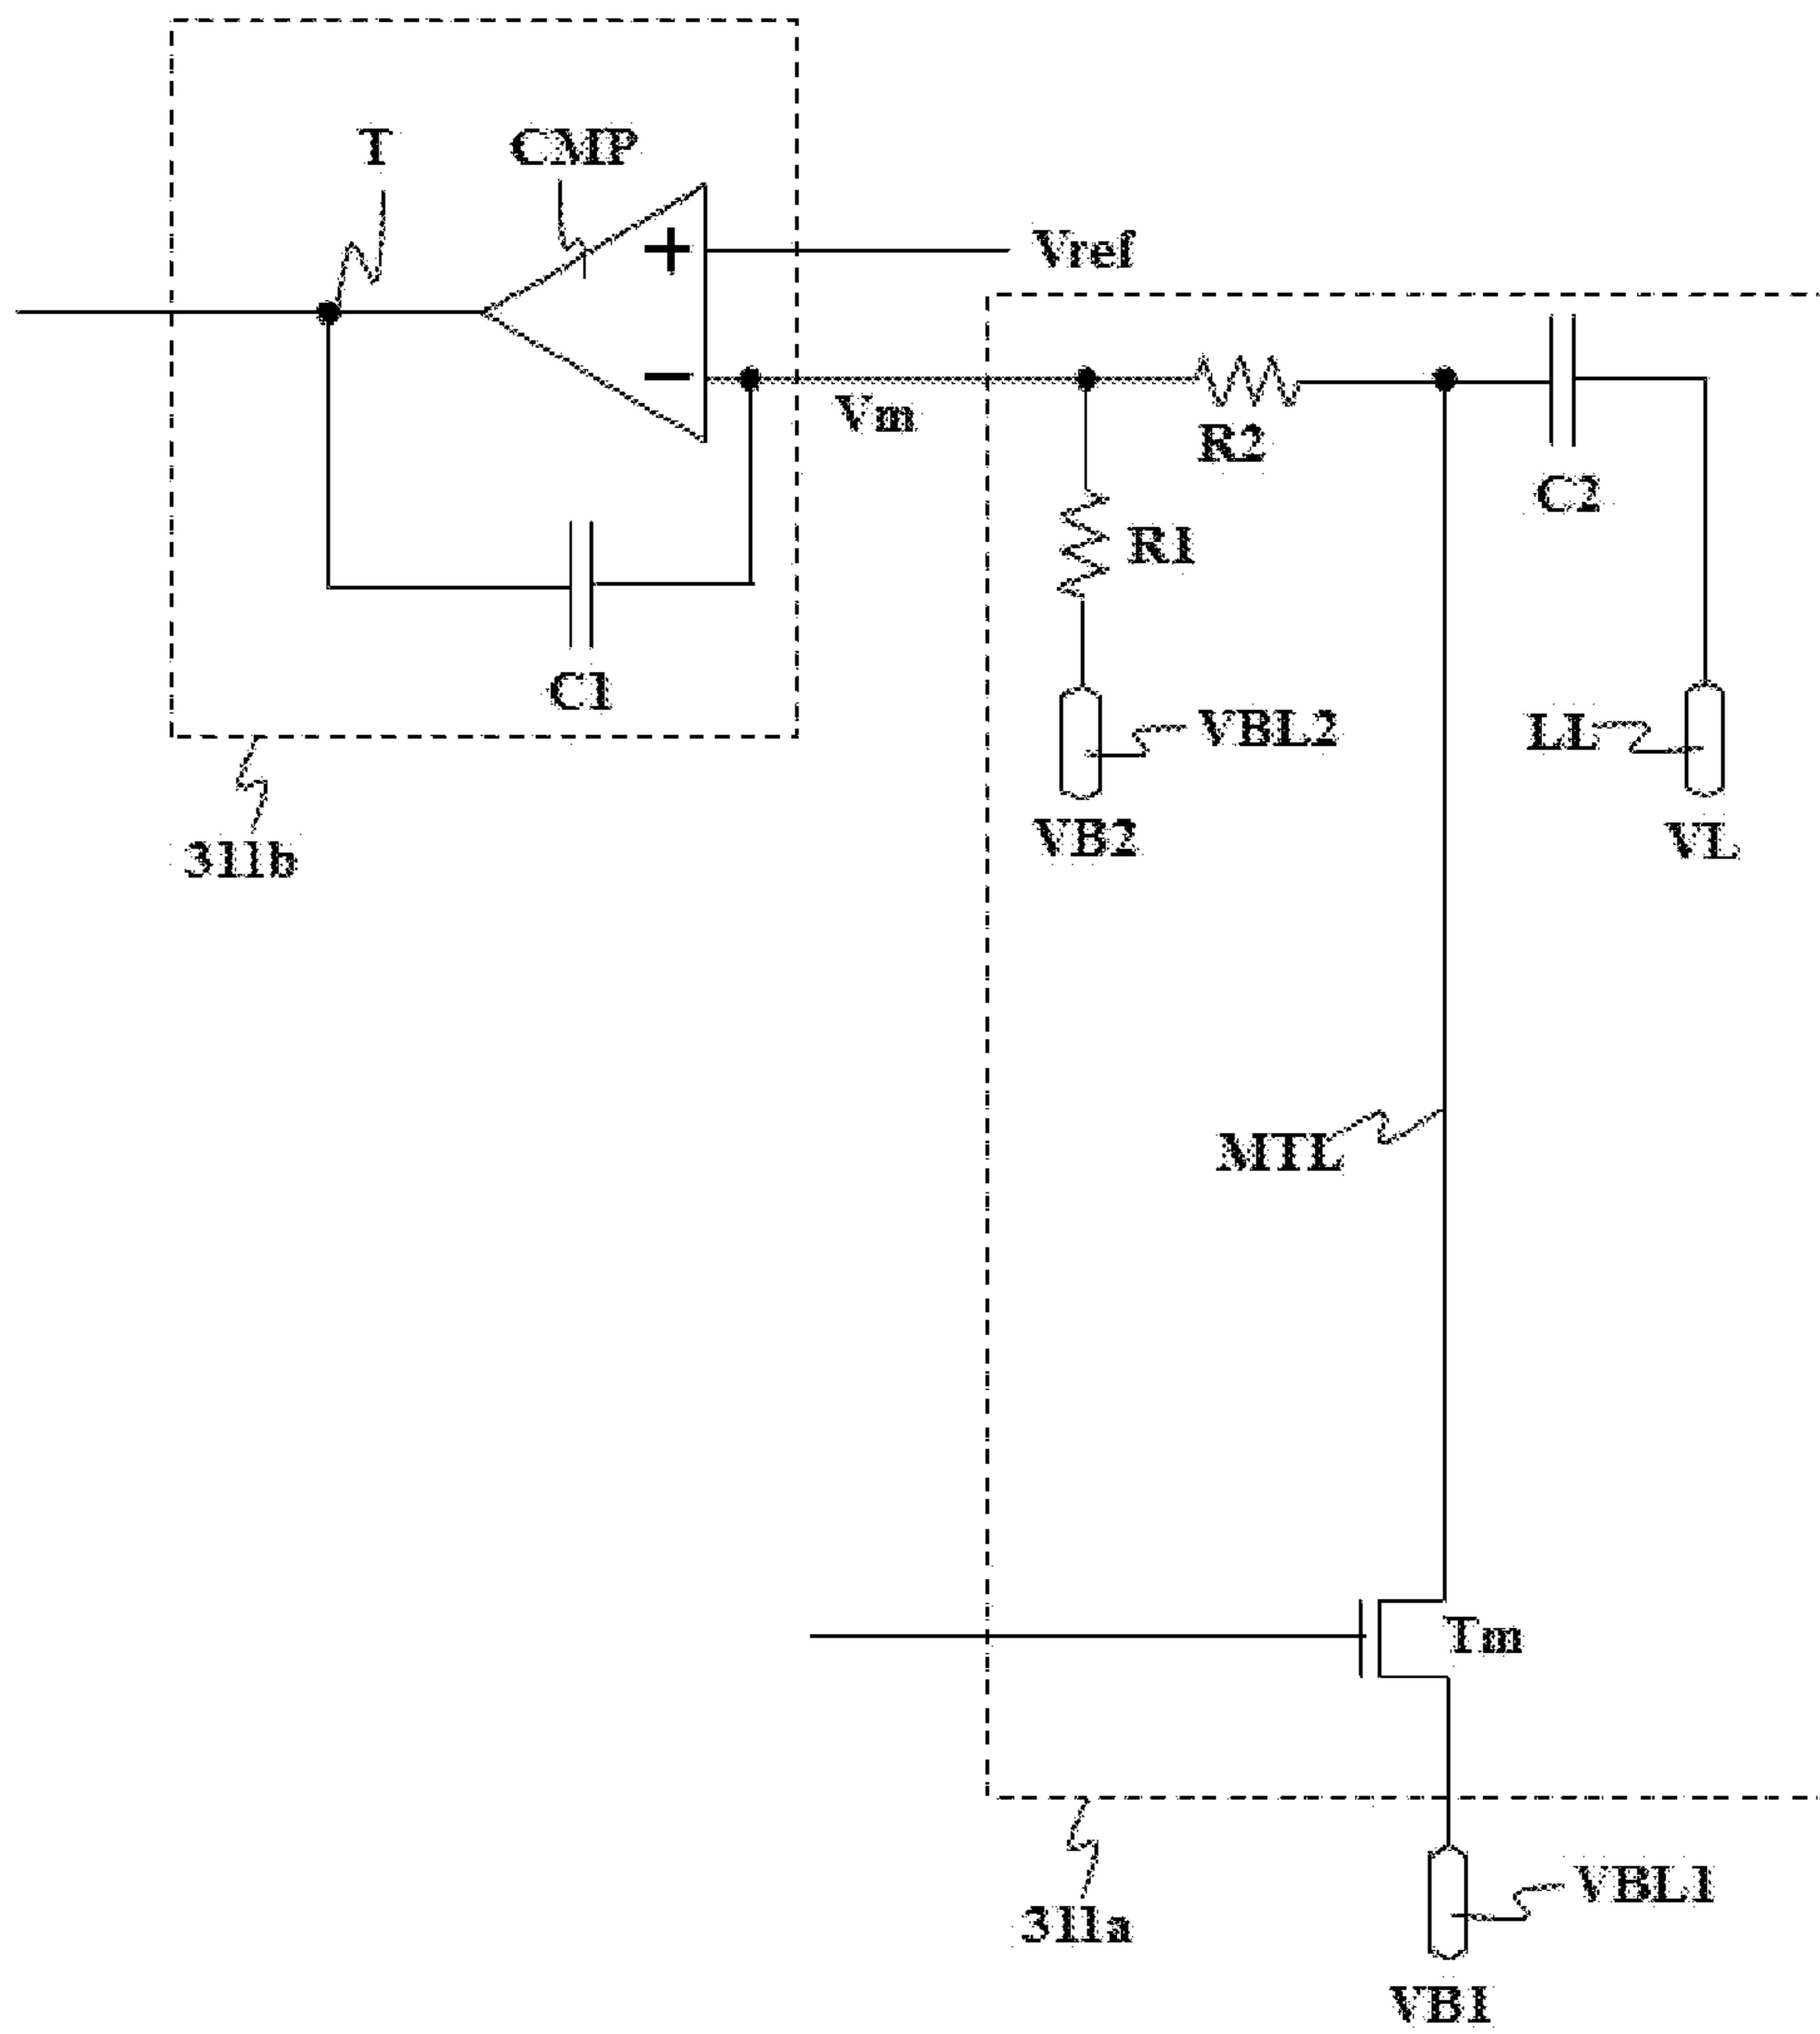 T
CMP
+
Vref
−
Vm
R2
C2
R1
C1
VBL2
LL
VB2
VL
311b
MTL
Tm
VBL1
311a
VB1